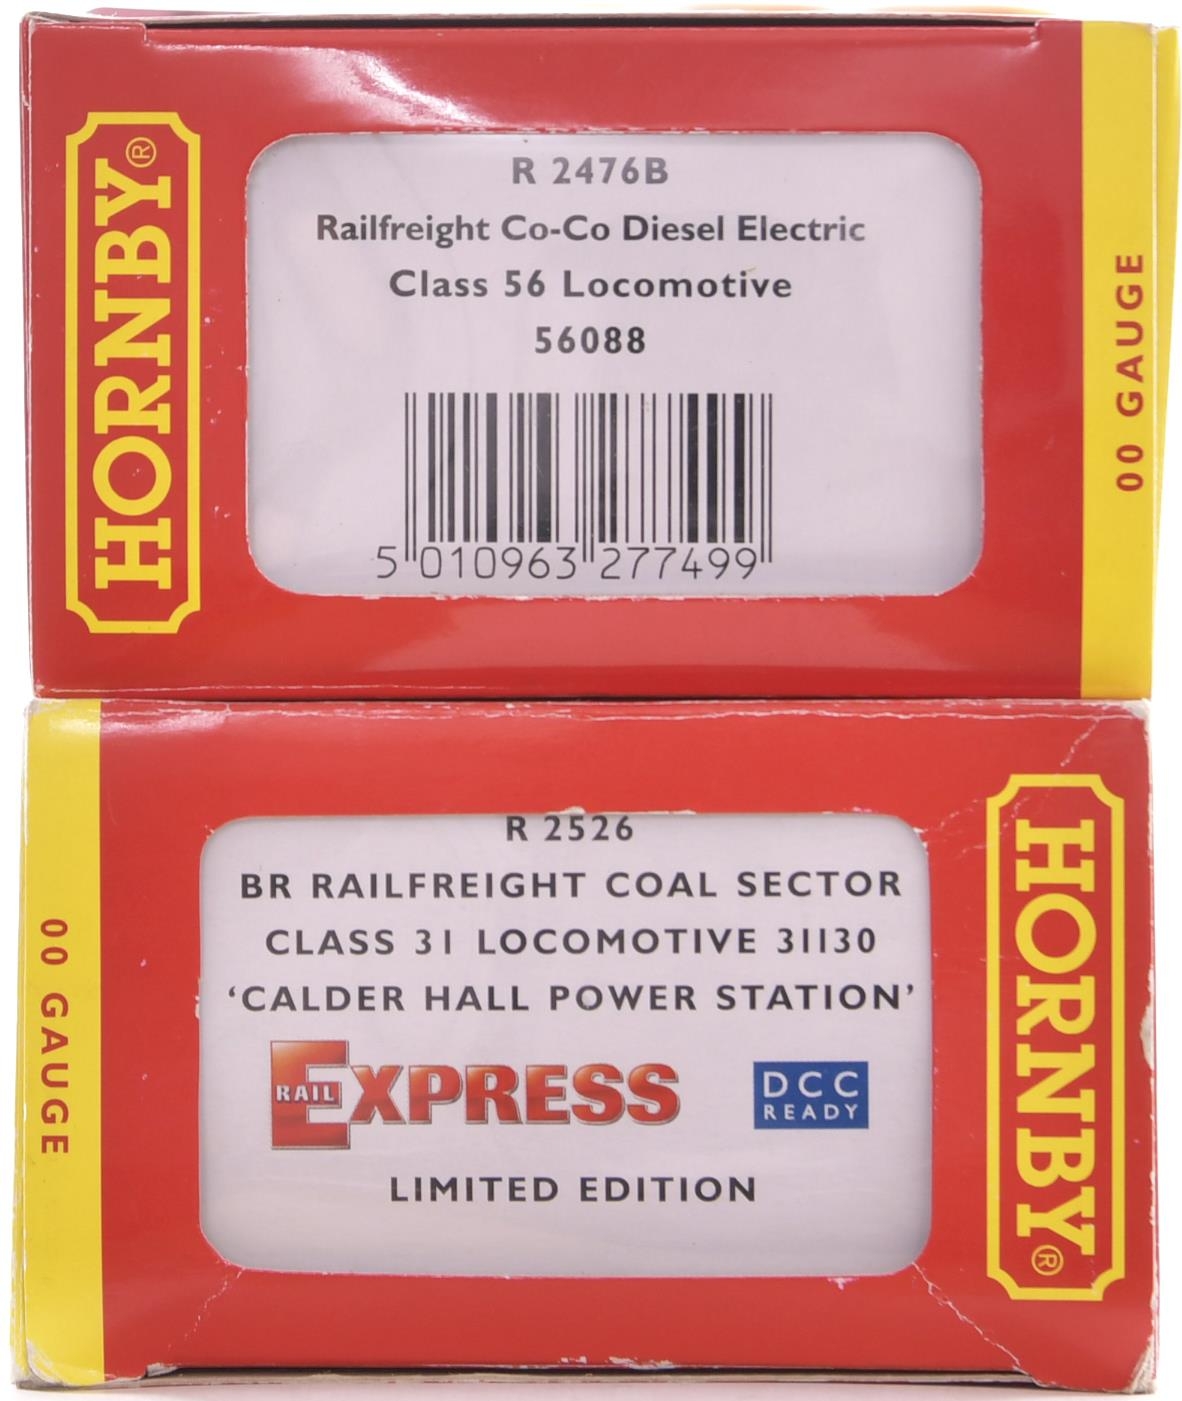 HORNBY®
R 2476B
Railfreight Co-Co Diesel Electric
Class 56 Locomotive
56088
5 010963 277499
00 GAUGE
00 GAUGE
R 2526
BR RAILFREIGHT COAL SECTOR
CLASS 31 LOCOMOTIVE 31130
‘CALDER HALL POWER STATION’
RAIL EXPRESS
DCC
READY
LIMITED EDITION
HORNBY®